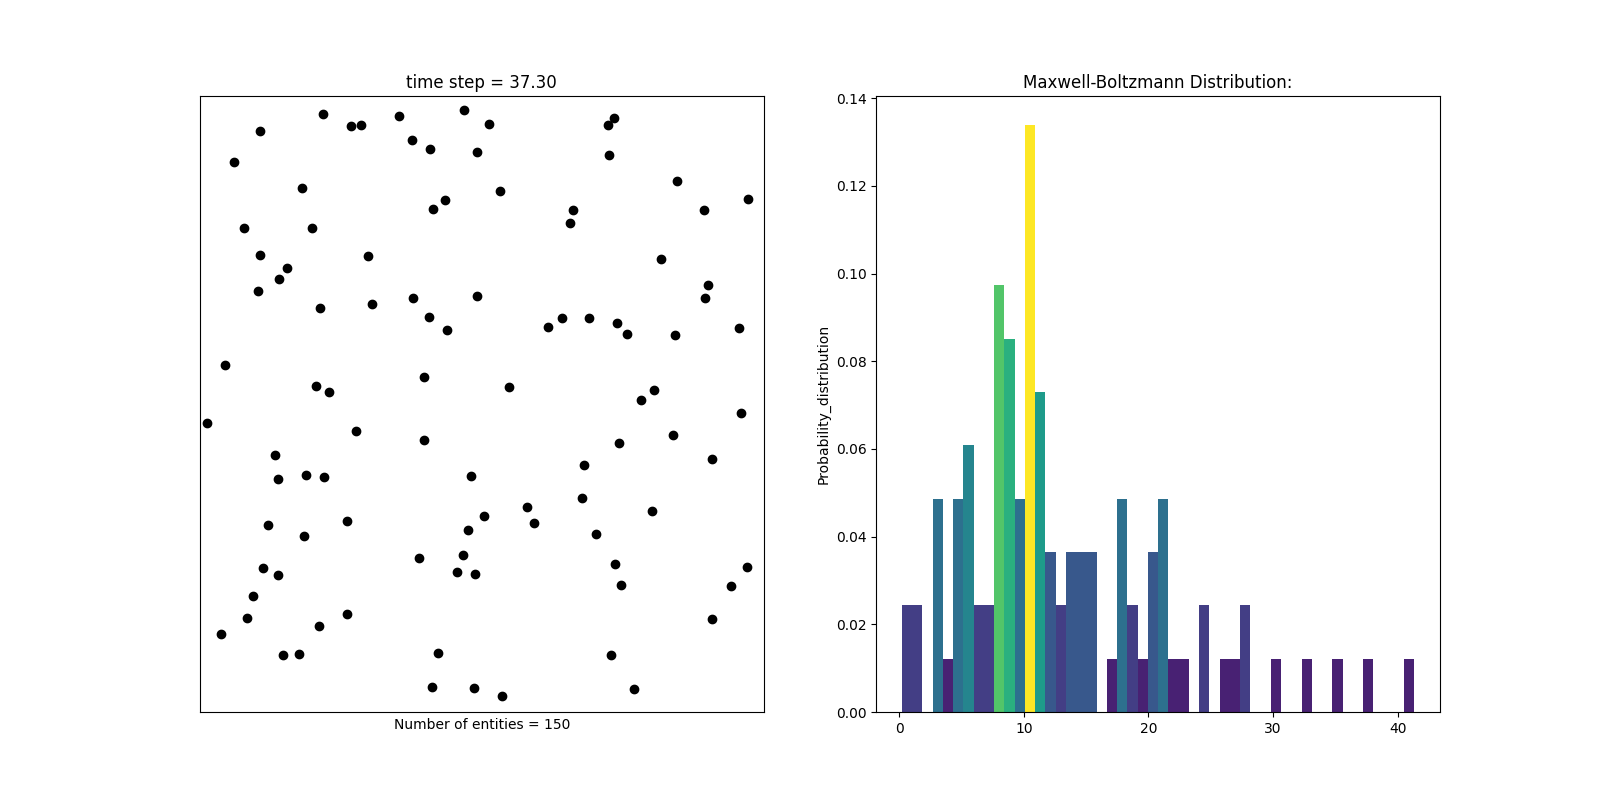 time step = 37.30
Number of entities = 150
Maxwell-Boltzmann Distribution:
Probability_distribution
0.14
0.12
0.10
0.08
0.06
0.04
0.02
0.00
0 10 20 30 40